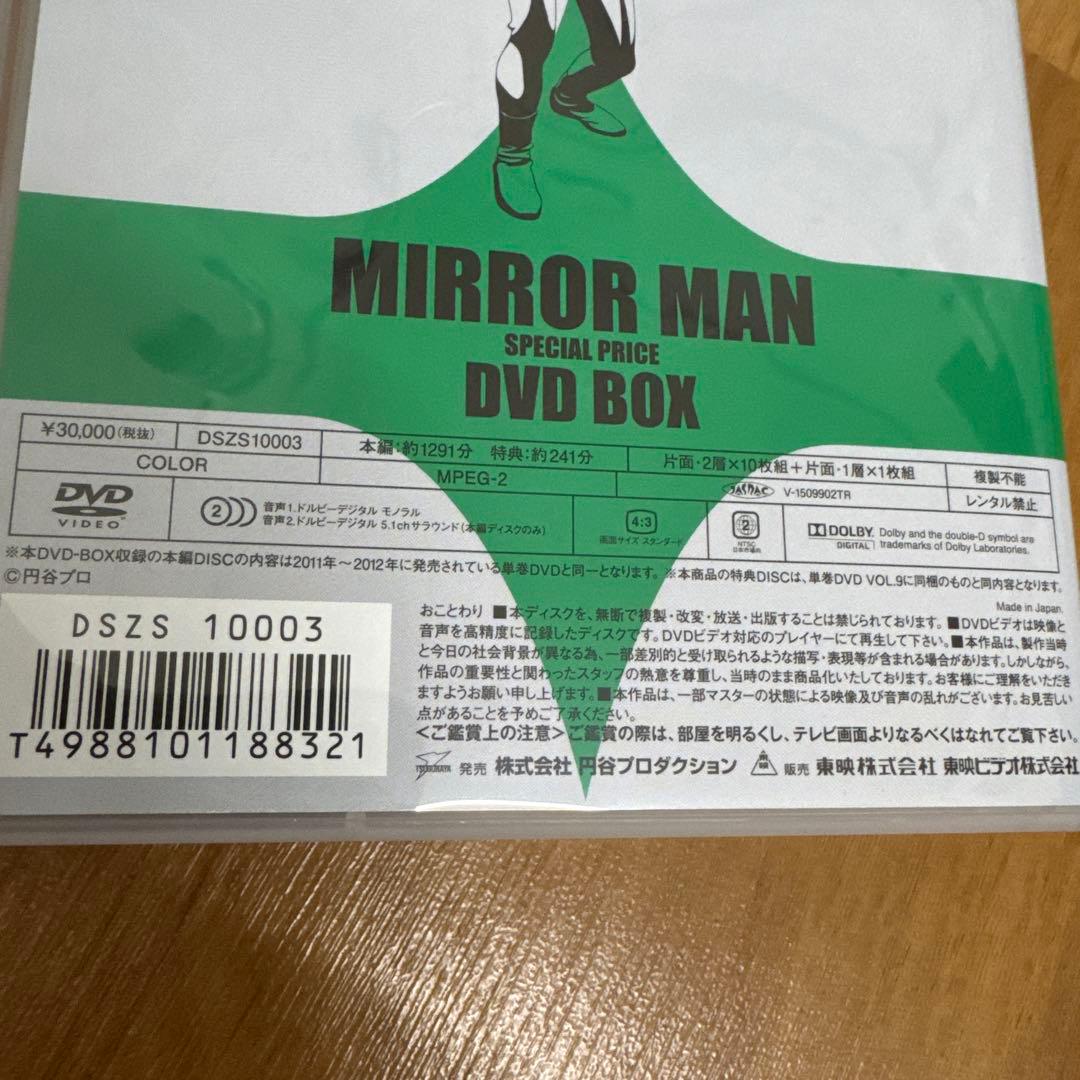 MIRROR MAN
SPECIAL PRICE
DVD BOX
¥30,000(税抜) DSZS10003 本編:約1291分 特典:約241分 片面・2層×10枚組+片面・1層×1枚組 複製不能
COLOR MPEG-2 V-1509902TR レンタル禁止
DVD
VIDEO
2
音声1.ドルビーデジタル モノラル
音声2.ドルビーデジタル 5.1chサラウンド(本編ディスクのみ)
4:3
画面サイズ スタンダード
2
NTSC
日本市場向
DOLBY
DIGITAL
Dolby and the double-D symbol are
trademarks of Dolby Laboratories.
※本DVD-BOX収録の本編DISCの内容は2011年~2012年に発売されている単巻DVDと同一となります。※本商品の特典DISCは、単巻DVD VOL.9に同梱のものと同内容となります。
©円谷プロ
Made in Japan.
DSZS 10003
T4988101188321
おことわり ■本ディスクを、無断で複製・改変・放送・出版することは禁じられております。■DVDビデオは映像と
音声を高精度に記録したディスクです。DVDビデオ対応のプレイヤーにて再生して下さい。■本作品は、製作当時
と今日の社会背景が異なる為、一部差別的と受け取られるような描写・表現等が含まれる場合があります。しかしながら、
作品の重要性と関わったスタッフの熱意を尊重し、当時のまま商品化いたしております。お客様にご理解をいただき
ますようお願い申し上げます。■本作品は、一部マスターの状態による映像及び音声の乱れがございます。お見苦しい
点があることを予めご了承ください。
<ご鑑賞上の注意>ご鑑賞の際は、部屋を明るくし、テレビ画面よりなるべくはなれてご覧下さい。
TSUBURAYA 発売 株式会社 円谷プロダクション 販売 東映株式会社 東映ビデオ株式会社